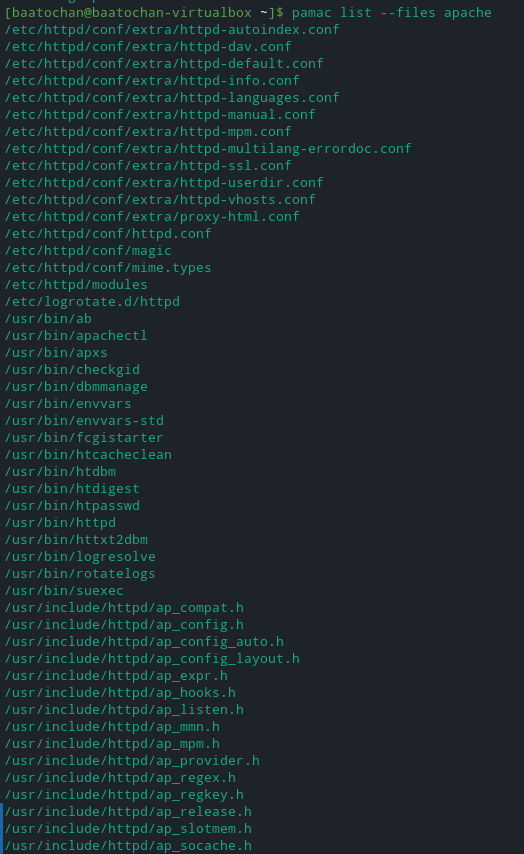 [baatochan@baatochan-virtualbox ~]$ pamac list --files apache
/etc/httpd/conf/extra/httpd-autoindex.conf
/etc/httpd/conf/extra/httpd-dav.conf
/etc/httpd/conf/extra/httpd-default.conf
/etc/httpd/conf/extra/httpd-info.conf
/etc/httpd/conf/extra/httpd-languages.conf
/etc/httpd/conf/extra/httpd-manual.conf
/etc/httpd/conf/extra/httpd-mpm.conf
/etc/httpd/conf/extra/httpd-multilang-errordoc.conf
/etc/httpd/conf/extra/httpd-ssl.conf
/etc/httpd/conf/extra/httpd-userdir.conf
/etc/httpd/conf/extra/httpd-vhosts.conf
/etc/httpd/conf/extra/proxy-html.conf
/etc/httpd/conf/httpd.conf
/etc/httpd/conf/magic
/etc/httpd/conf/mime.types
/etc/httpd/modules
/etc/logrotate.d/httpd
/usr/bin/ab
/usr/bin/apachectl
/usr/bin/apxs
/usr/bin/checkgid
/usr/bin/dbmmanage
/usr/bin/envvars
/usr/bin/envvars-std
/usr/bin/fcgistarter
/usr/bin/htcacheclean
/usr/bin/htdbm
/usr/bin/htdigest
/usr/bin/htpasswd
/usr/bin/httpd
/usr/bin/httxt2dbm
/usr/bin/logresolve
/usr/bin/rotatelogs
/usr/bin/suexec
/usr/include/httpd/ap_compat.h
/usr/include/httpd/ap_config.h
/usr/include/httpd/ap_config_auto.h
/usr/include/httpd/ap_config_layout.h
/usr/include/httpd/ap_expr.h
/usr/include/httpd/ap_hooks.h
/usr/include/httpd/ap_listen.h
/usr/include/httpd/ap_mmn.h
/usr/include/httpd/ap_mpm.h
/usr/include/httpd/ap_provider.h
/usr/include/httpd/ap_regex.h
/usr/include/httpd/ap_regkey.h
/usr/include/httpd/ap_release.h
/usr/include/httpd/ap_slotmem.h
/usr/include/httpd/ap_socache.h